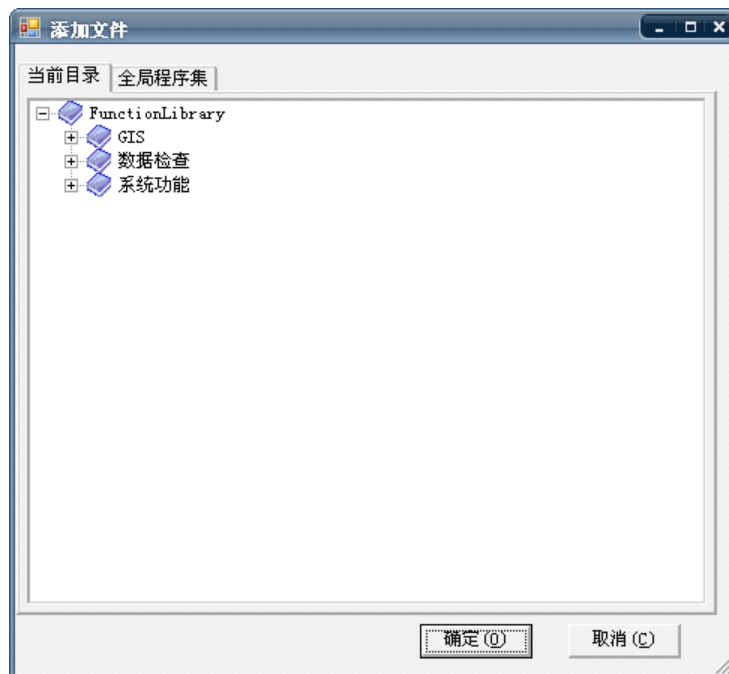 添加文件
当前目录 全局程序集
FunctionLibrary
GIS
数据检查
系统功能
确定(O) 取消(C)